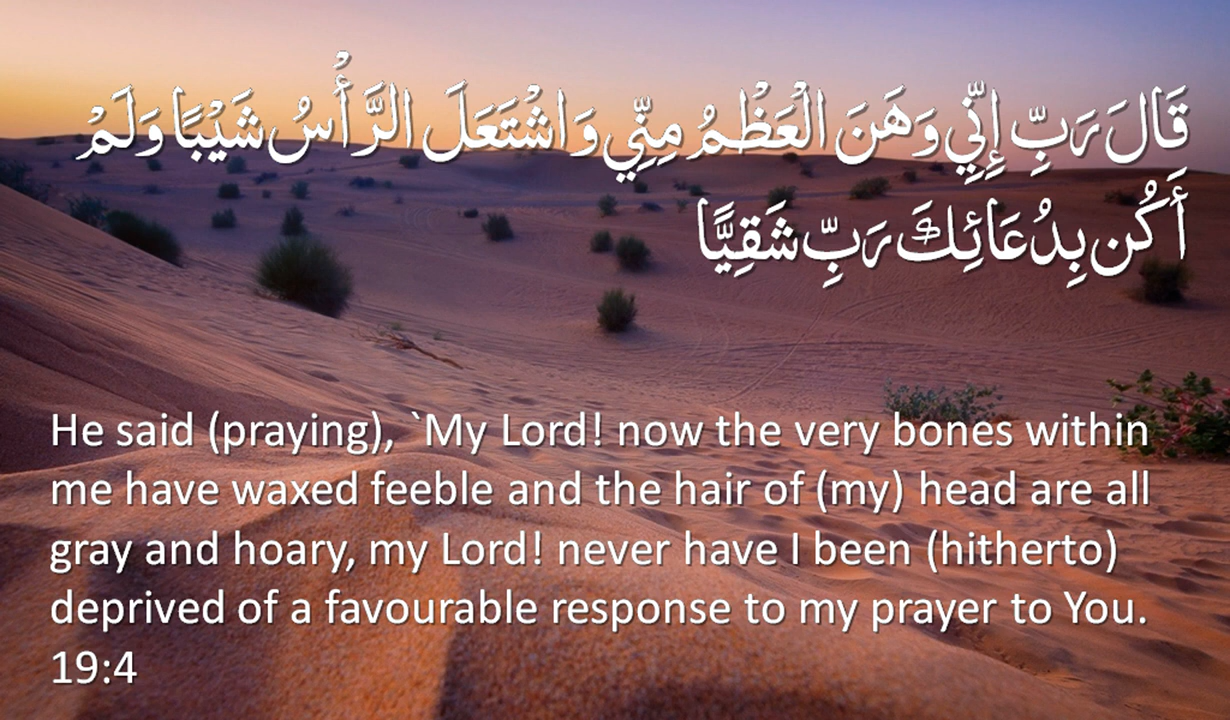 قَالَ رَبِّ إِنِّي وَهَنَ الْعَظْمُ مِنِّي وَاشْتَعَلَ الرَّأْسُ شَيْبًا وَلَمْ
أَكُن بِدُعَائِكَ رَبِّ شَقِيًّا
He said (praying), `My Lord! now the very bones within
me have waxed feeble and the hair of (my) head are all
gray and hoary, my Lord! never have I been (hitherto)
deprived of a favourable response to my prayer to You.
19:4